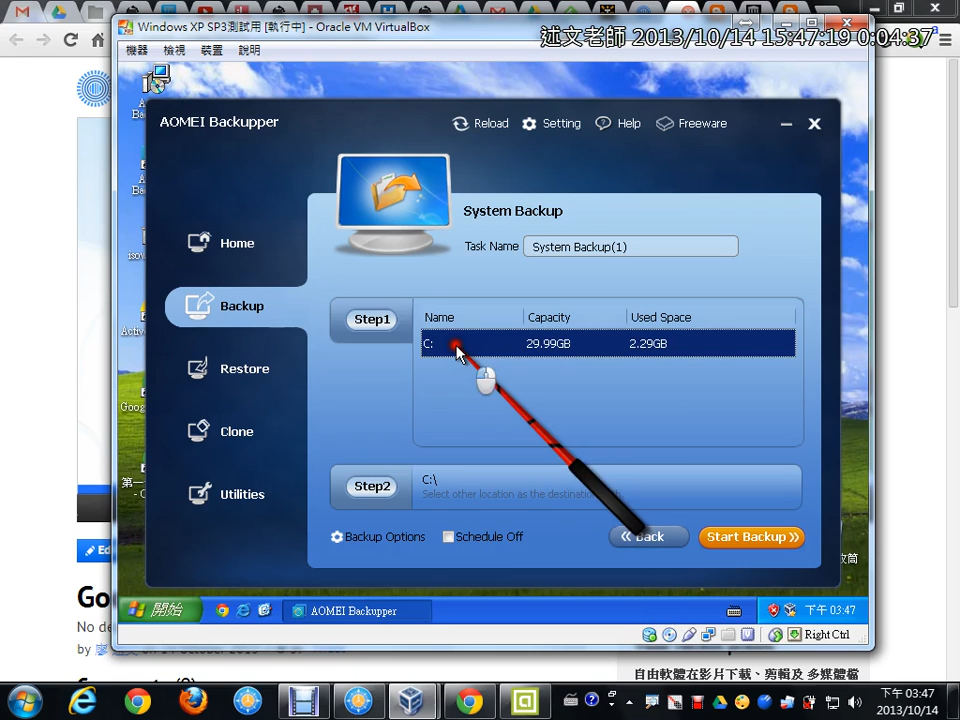 Windows XP SP3測試用 [執行中] - Oracle VM VirtualBox
述文老師 2013/10/14 15:47:19 0:04:37
機器 檢視 裝置 說明
AOMEI Backupper
Reload Setting Help Freeware
System Backup
Task Name System Backup(1)
Home
Backup
Restore
Clone
Utilities
Step1
Name Capacity Used Space
C: 29.99GB 2.29GB
Step2
C:\
Select other location as the destination
Backup Options Schedule Off Back Start Backup
開始 AOMEI Backupper 下午 03:47
Right Ctrl
Go
No de
by
自由軟體在影片下載、剪輯及 多媒體檔
下午 03:47
2013/10/14